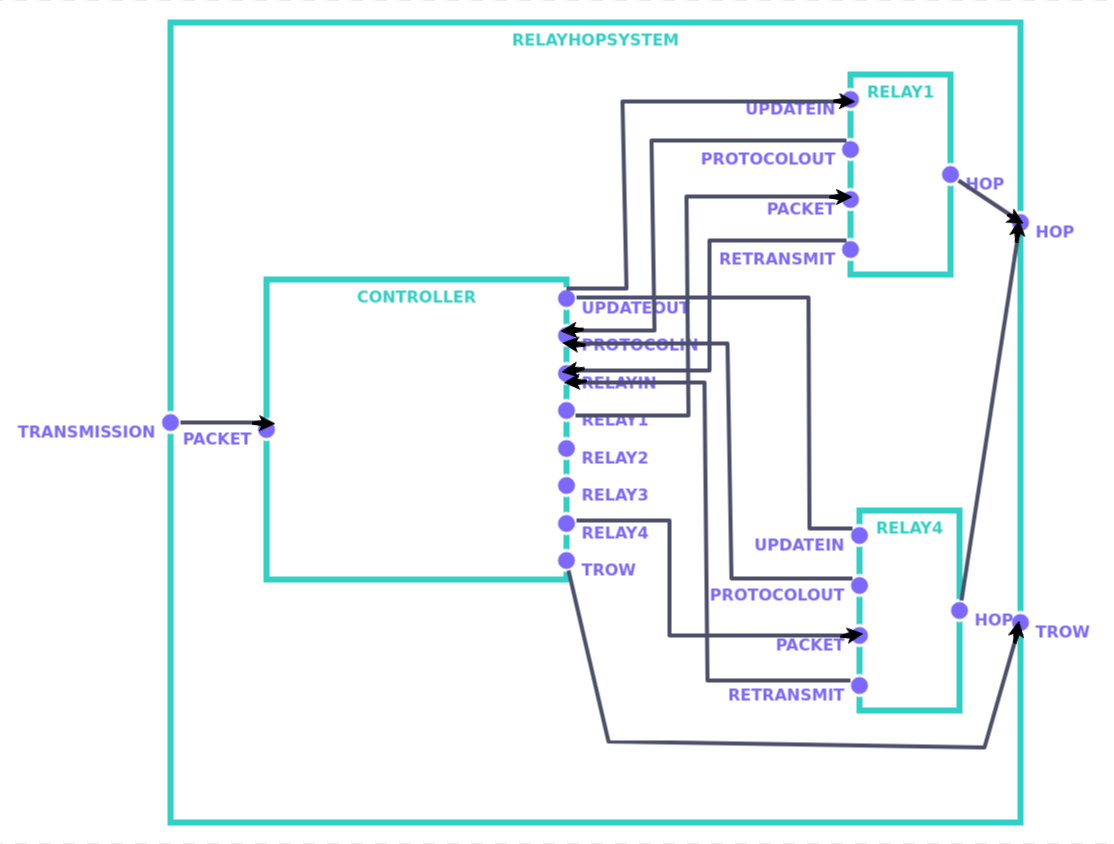 RELAYHOPSYSTEM
RELAY1
UPDATEIN
PROTOCOLOUT
HOP
PACKET
HOP
RETRANSMIT
CONTROLLER
UPDATEOUT
PROTOCOLIN
RELAYIN
RELAY1
TRANSMISSION
PACKET
RELAY2
RELAY3
RELAY4
RELAY4
UPDATEIN
TROW
PROTOCOLOUT
HOP
TROW
PACKET
RETRANSMIT